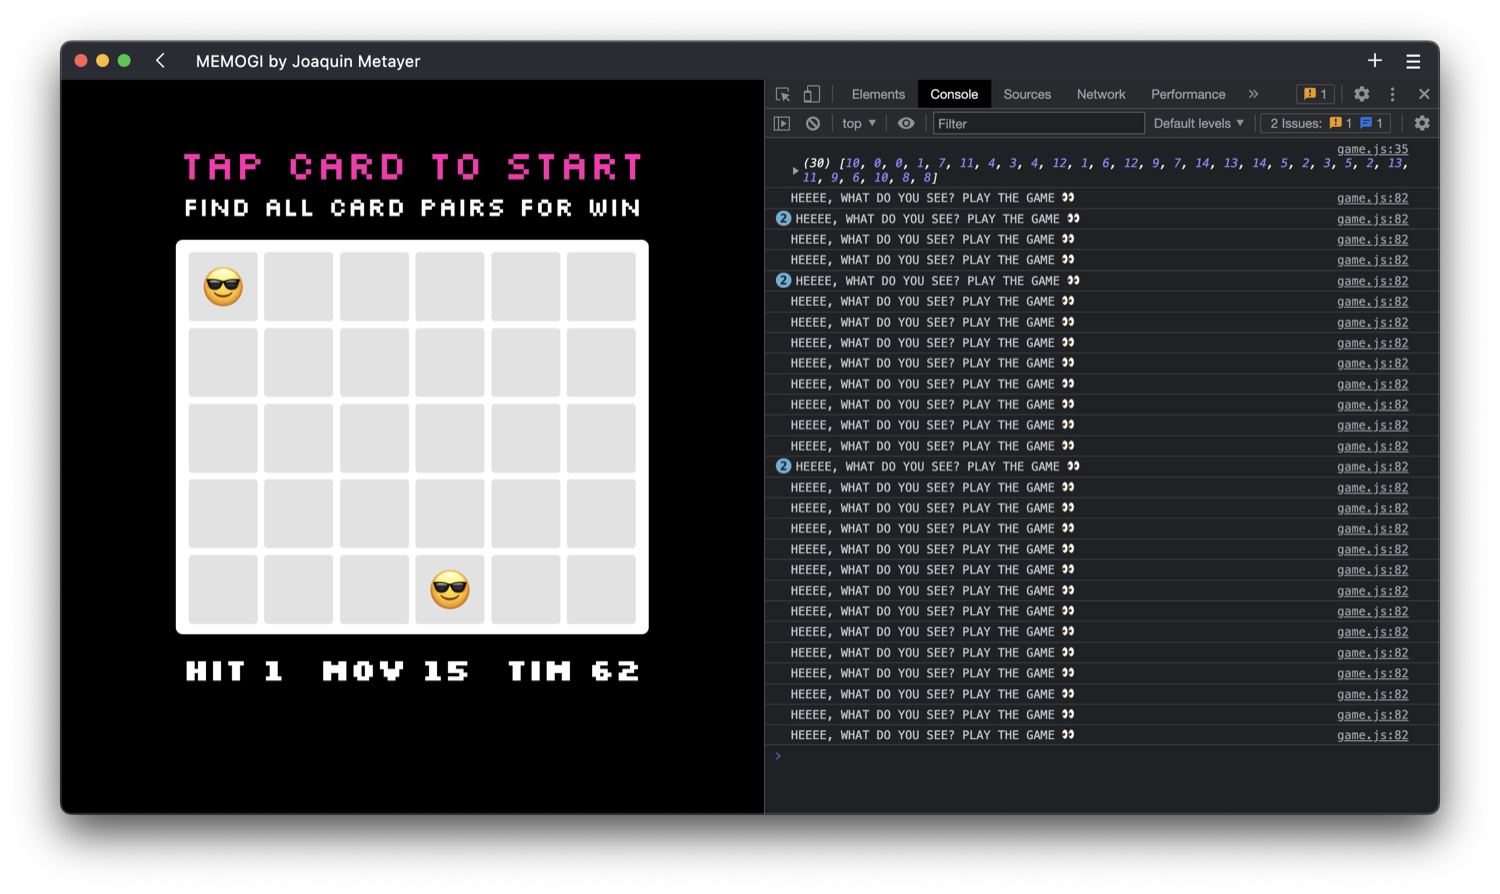 MEMOGI by Joaquin Metayer
TAP CARD TO START
FIND ALL CARD PAIRS FOR WIN
HIT 1 MOV 15 TIM 62
Elements Console Sources Network Performance » 1
top Filter Default levels 2 Issues: 1 1
game.js:35
(30) [10, 0, 0, 1, 7, 11, 4, 3, 4, 12, 1, 6, 12, 9, 7, 14, 13, 14, 5, 2, 3, 5, 2, 13,
11, 9, 6, 10, 8, 8]
HEEEE, WHAT DO YOU SEE? PLAY THE GAME 👀 game.js:82
2 HEEEE, WHAT DO YOU SEE? PLAY THE GAME 👀 game.js:82
HEEEE, WHAT DO YOU SEE? PLAY THE GAME 👀 game.js:82
HEEEE, WHAT DO YOU SEE? PLAY THE GAME 👀 game.js:82
2 HEEEE, WHAT DO YOU SEE? PLAY THE GAME 👀 game.js:82
HEEEE, WHAT DO YOU SEE? PLAY THE GAME 👀 game.js:82
HEEEE, WHAT DO YOU SEE? PLAY THE GAME 👀 game.js:82
HEEEE, WHAT DO YOU SEE? PLAY THE GAME 👀 game.js:82
HEEEE, WHAT DO YOU SEE? PLAY THE GAME 👀 game.js:82
HEEEE, WHAT DO YOU SEE? PLAY THE GAME 👀 game.js:82
HEEEE, WHAT DO YOU SEE? PLAY THE GAME 👀 game.js:82
HEEEE, WHAT DO YOU SEE? PLAY THE GAME 👀 game.js:82
HEEEE, WHAT DO YOU SEE? PLAY THE GAME 👀 game.js:82
2 HEEEE, WHAT DO YOU SEE? PLAY THE GAME 👀 game.js:82
HEEEE, WHAT DO YOU SEE? PLAY THE GAME 👀 game.js:82
HEEEE, WHAT DO YOU SEE? PLAY THE GAME 👀 game.js:82
HEEEE, WHAT DO YOU SEE? PLAY THE GAME 👀 game.js:82
HEEEE, WHAT DO YOU SEE? PLAY THE GAME 👀 game.js:82
HEEEE, WHAT DO YOU SEE? PLAY THE GAME 👀 game.js:82
HEEEE, WHAT DO YOU SEE? PLAY THE GAME 👀 game.js:82
HEEEE, WHAT DO YOU SEE? PLAY THE GAME 👀 game.js:82
HEEEE, WHAT DO YOU SEE? PLAY THE GAME 👀 game.js:82
HEEEE, WHAT DO YOU SEE? PLAY THE GAME 👀 game.js:82
HEEEE, WHAT DO YOU SEE? PLAY THE GAME 👀 game.js:82
HEEEE, WHAT DO YOU SEE? PLAY THE GAME 👀 game.js:82
HEEEE, WHAT DO YOU SEE? PLAY THE GAME 👀 game.js:82
HEEEE, WHAT DO YOU SEE? PLAY THE GAME 👀 game.js:82